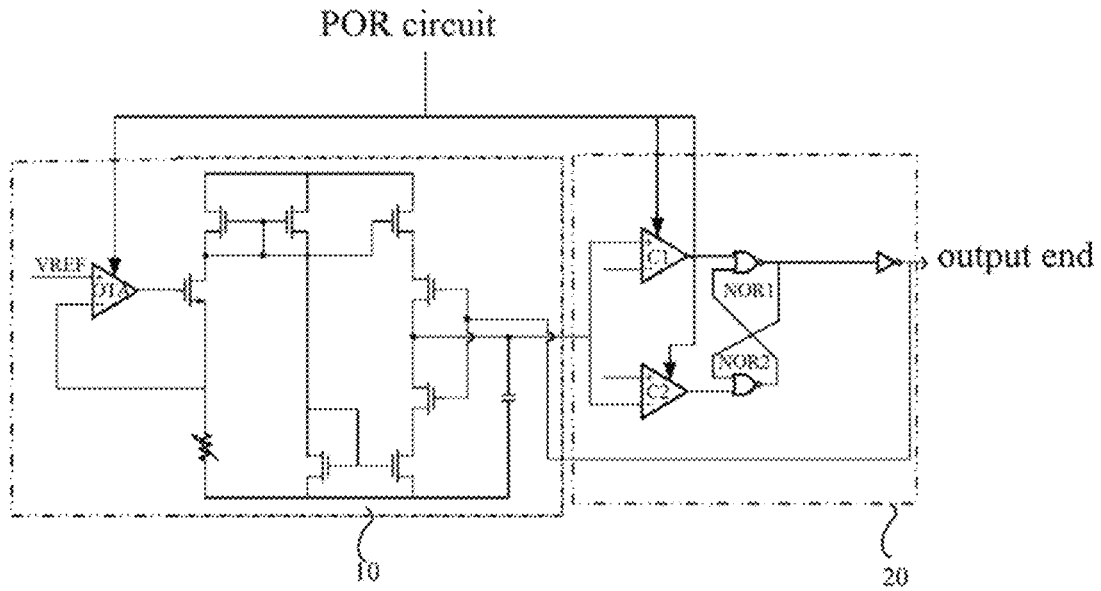 POR circuit
VREF
OTA
C1
NOR1
output end
NOR2
C2
10
20